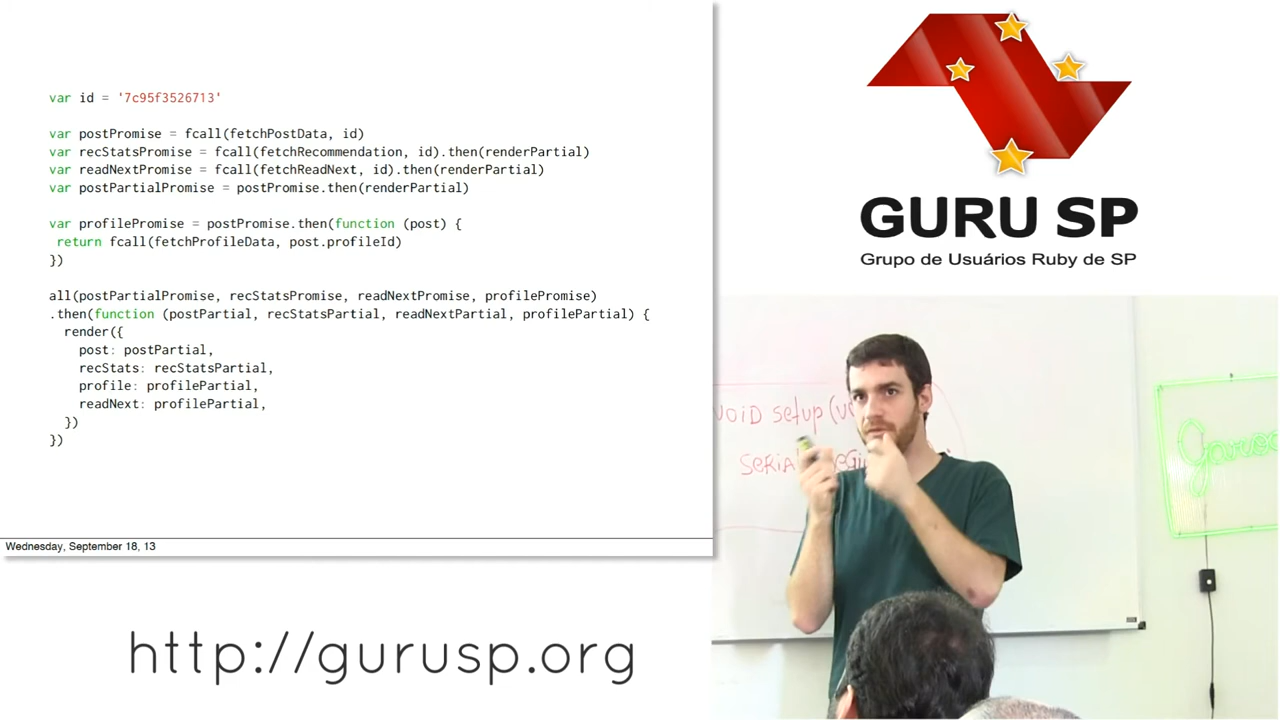 var id = '7c95f3526713'
var postPromise = fcall(fetchPostData, id)
var recStatsPromise = fcall(fetchRecommendation, id).then(renderPartial)
var readNextPromise = fcall(fetchReadNext, id).then(renderPartial)
var postPartialPromise = postPromise.then(renderPartial)
var profilePromise = postPromise.then(function (post) {
return fcall(fetchProfileData, post.profileId)
})
all(postPartialPromise, recStatsPromise, readNextPromise, profilePromise)
.then(function (postPartial, recStatsPartial, readNextPartial, profilePartial) {
render({
post: postPartial,
recStats: recStatsPartial,
profile: profilePartial,
readNext: profilePartial,
})
})
Wednesday, September 18, 13
http://gurusp.org
GURU SP
Grupo de Usuários Ruby de SP
VOID setup (
SERIA